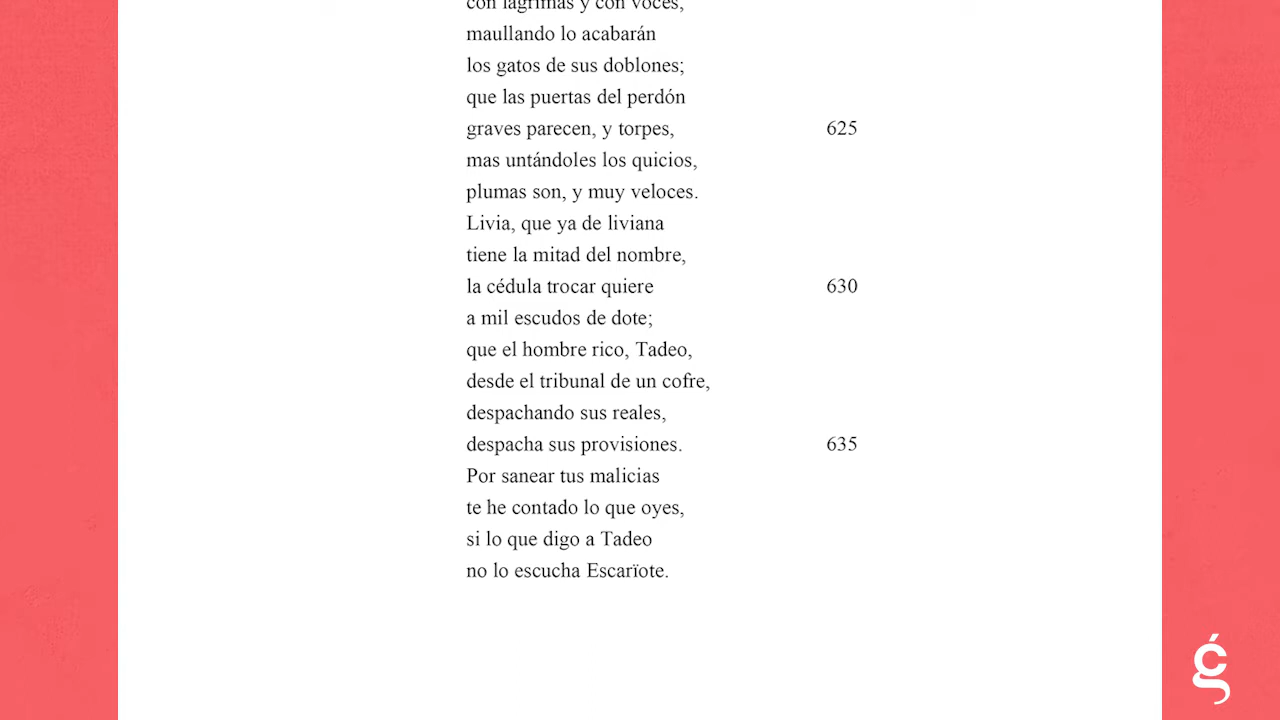 con lágrimas y con voces,
maullando lo acabarán
los gatos de sus doblones;
que las puertas del perdón
graves parecen, y torpes, 625
mas untándoles los quicios,
plumas son, y muy veloces.
Livia, que ya de liviana
tiene la mitad del nombre,
la cédula trocar quiere 630
a mil escudos de dote;
que el hombre rico, Tadeo,
desde el tribunal de un cofre,
despachando sus reales,
despacha sus provisiones. 635
Por sanear tus malicias
te he contado lo que oyes,
si lo que digo a Tadeo
no lo escucha Escarïote.